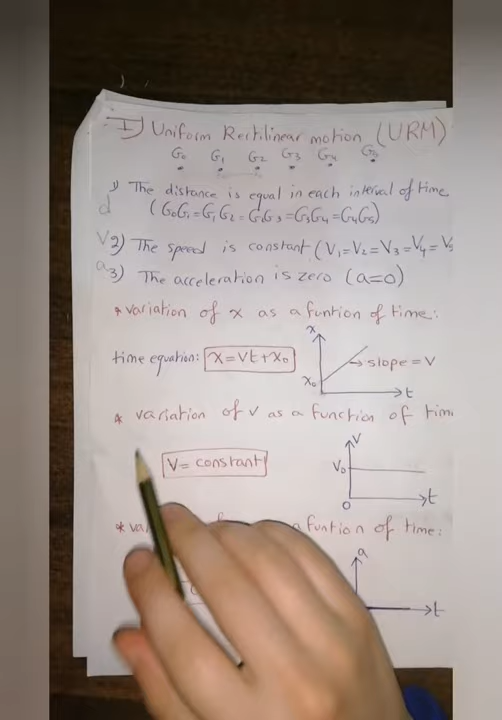 I) Uniform Rectilinear motion (URM)
G₀ G₁ G₂ G₃ G₄ G₅
d 1) The distance is equal in each interval of time
(G₀G₁=G₁G₂=G₂G₃=G₃G₄=G₄G₅)
V 2) The speed is constant (V₁=V₂=V₃=V₄=V₅
a 3) The acceleration is zero (a=0)
* variation of x as a funtion of time:
time equation: x=Vt+x₀
x x₀ slope=V t
* variation of v as a function of tim
V= constant
V V₀ O t
* a funtion of time:
a t